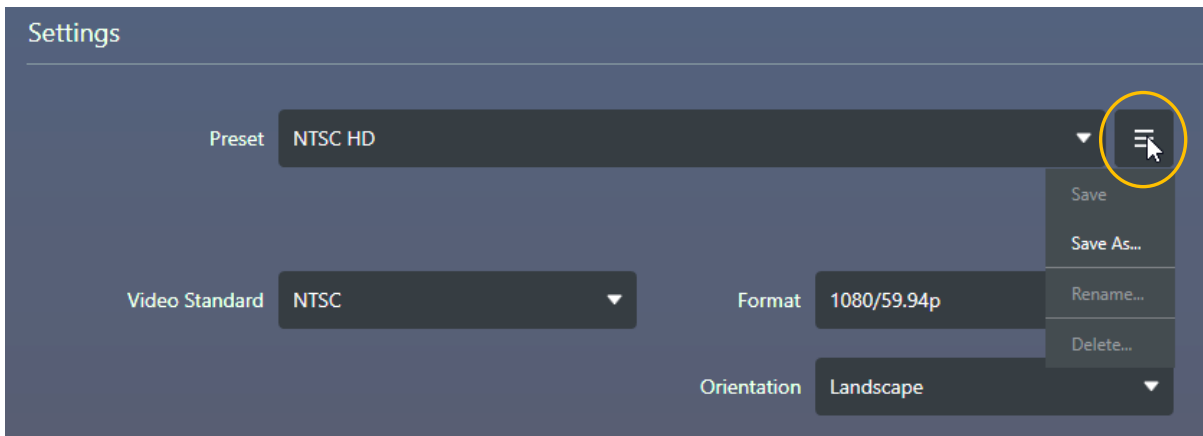 Settings
Preset NTSC HD
Save
Save As...
Video Standard NTSC Format 1080/59.94p
Rename...
Delete...
Orientation Landscape